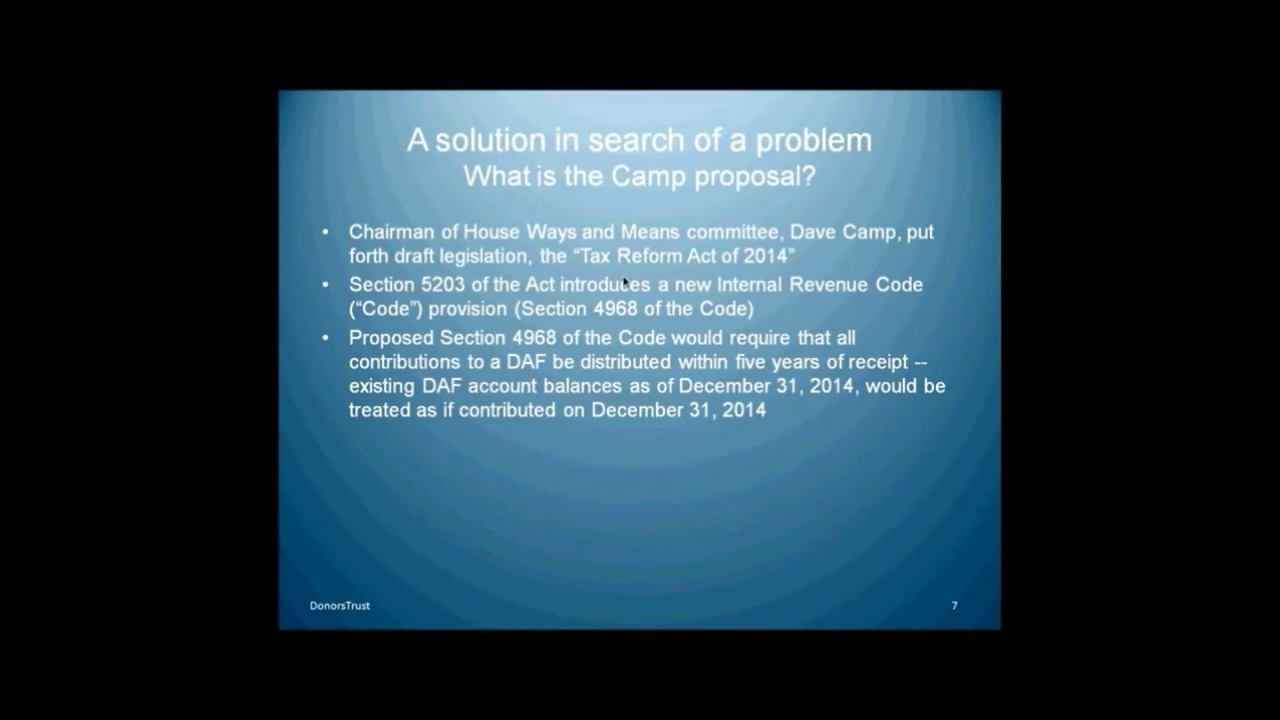 A solution in search of a problem
What is the Camp proposal?
• Chairman of House Ways and Means committee, Dave Camp, put
forth draft legislation, the “Tax Reform Act of 2014”
• Section 5203 of the Act introduces a new Internal Revenue Code
(“Code”) provision (Section 4968 of the Code)
• Proposed Section 4968 of the Code would require that all
contributions to a DAF be distributed within five years of receipt --
existing DAF account balances as of December 31, 2014, would be
treated as if contributed on December 31, 2014
DonorsTrust
7